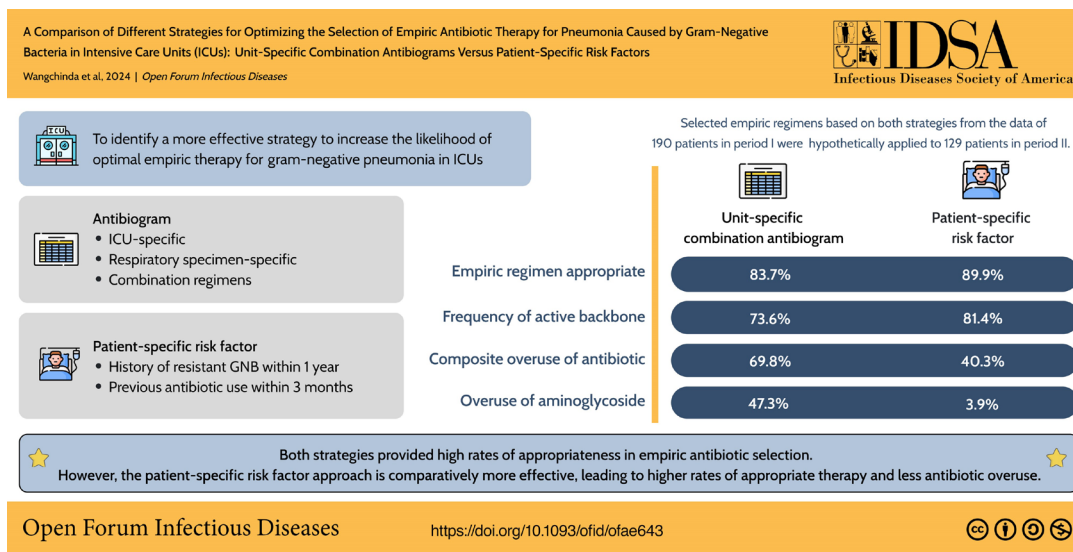 A Comparison of Different Strategies for Optimizing the Selection of Empiric Antibiotic Therapy for Pneumonia Caused by Gram-Negative
Bacteria in Intensive Care Units (ICUs): Unit-Specific Combination Antibiograms Versus Patient-Specific Risk Factors
Wangchinda et al, 2024 | Open Forum Infectious Diseases
IDSA
Infectious Diseases Society of America
ICU
To identify a more effective strategy to increase the likelihood of
optimal empiric therapy for gram-negative pneumonia in ICUs
Antibiogram
• ICU-specific
• Respiratory specimen-specific
• Combination regimens
Patient-specific risk factor
• History of resistant GNB within 1 year
• Previous antibiotic use within 3 months
Selected empiric regimens based on both strategies from the data of
190 patients in period I were hypothetically applied to 129 patients in period II.
Unit-specific
combination antibiogram
Patient-specific
risk factor
Empiric regimen appropriate 83.7% 89.9%
Frequency of active backbone 73.6% 81.4%
Composite overuse of antibiotic 69.8% 40.3%
Overuse of aminoglycoside 47.3% 3.9%
Both strategies provided high rates of appropriateness in empiric antibiotic selection.
However, the patient-specific risk factor approach is comparatively more effective, leading to higher rates of appropriate therapy and less antibiotic overuse.
Open Forum Infectious Diseases
https://doi.org/10.1093/ofid/ofae643
cc